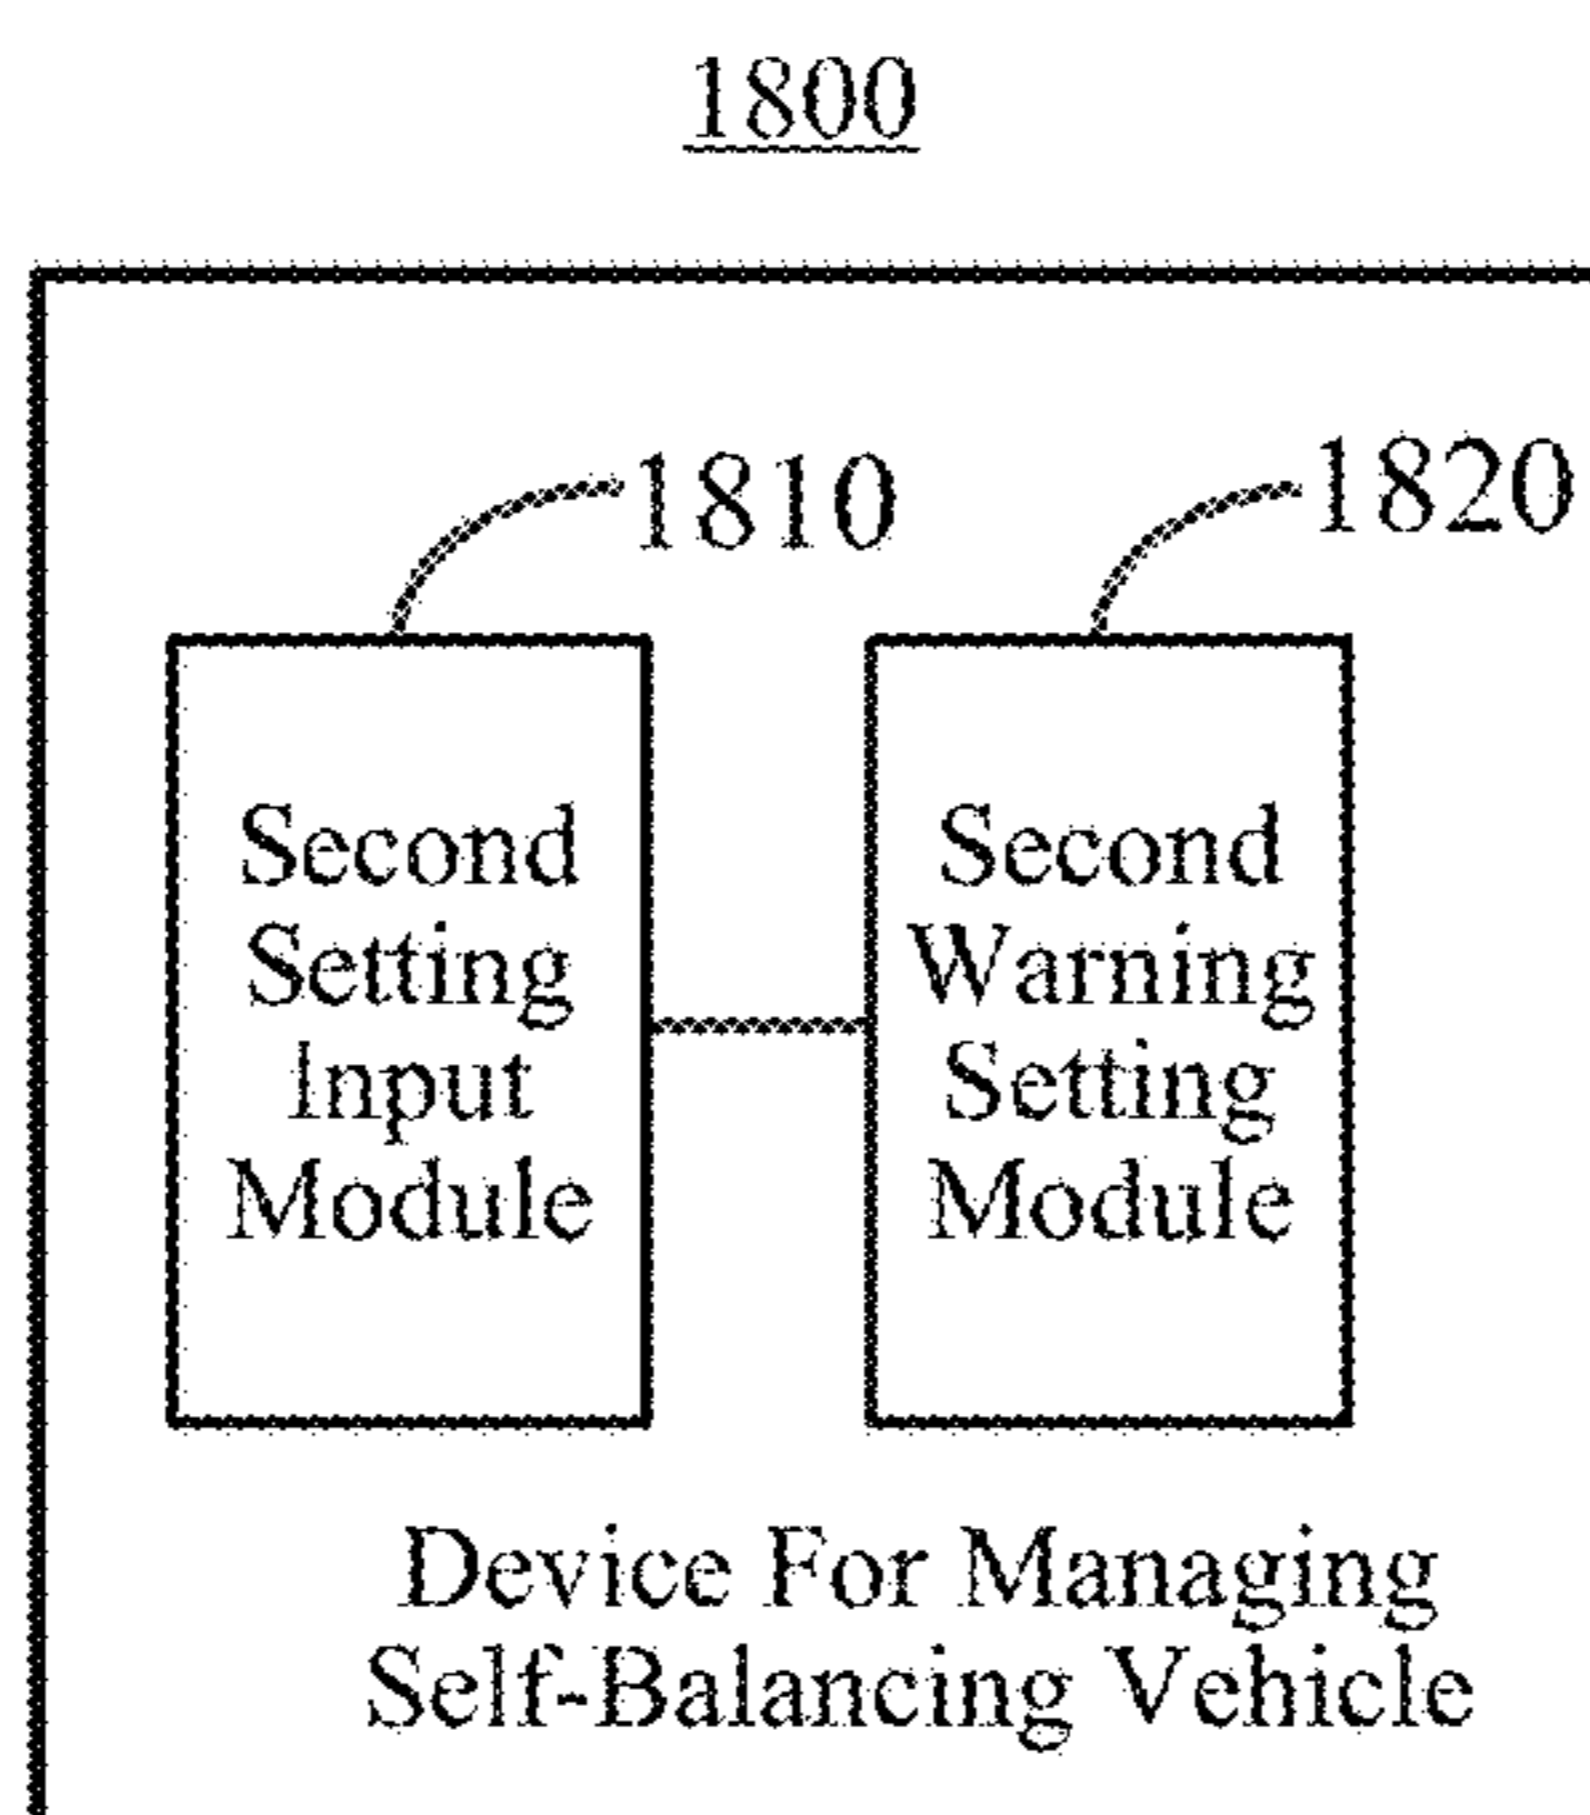 1800
1810
1820
Second
Setting
Input
Module
Second
Warning
Setting
Module
Device For Managing
Self-Balancing Vehicle